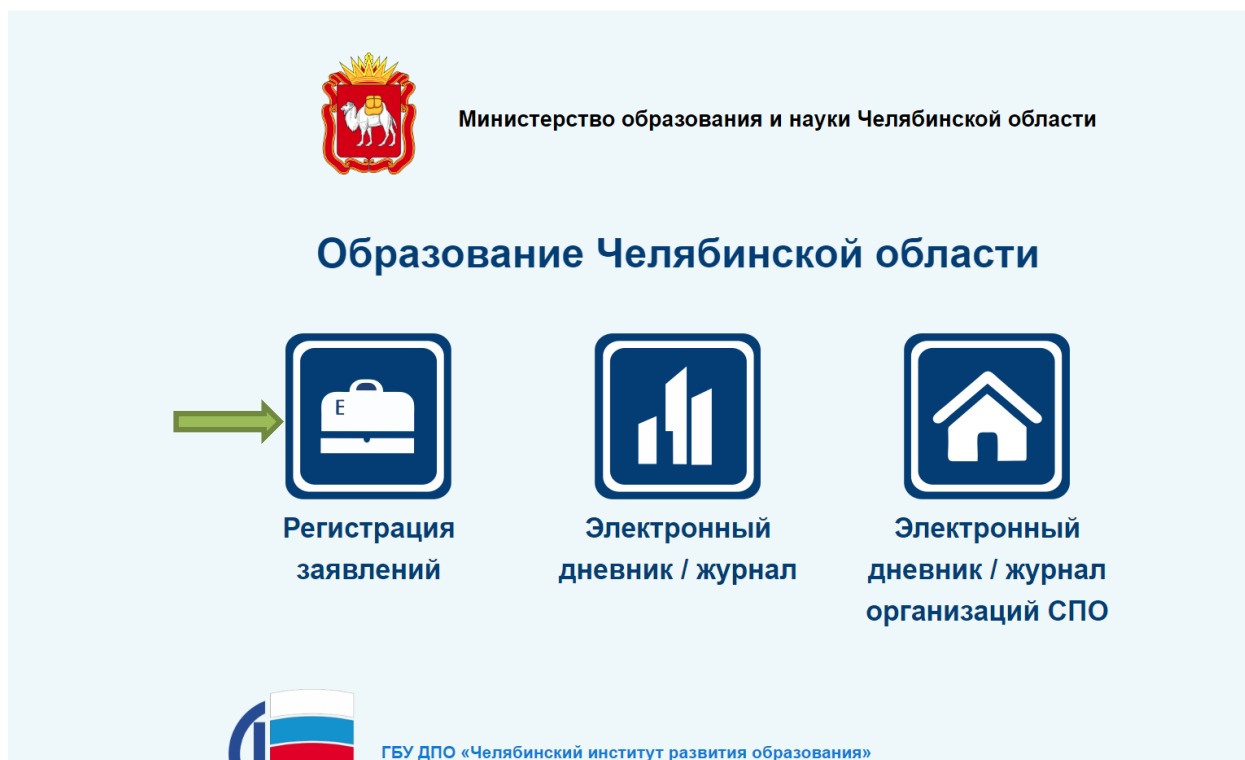 Министерство образования и науки Челябинской области
Образование Челябинской области
E
Регистрация
заявлений
Электронный
дневник / журнал
Электронный
дневник / журнал
организаций СПО
ГБУ ДПО «Челябинский институт развития образования»